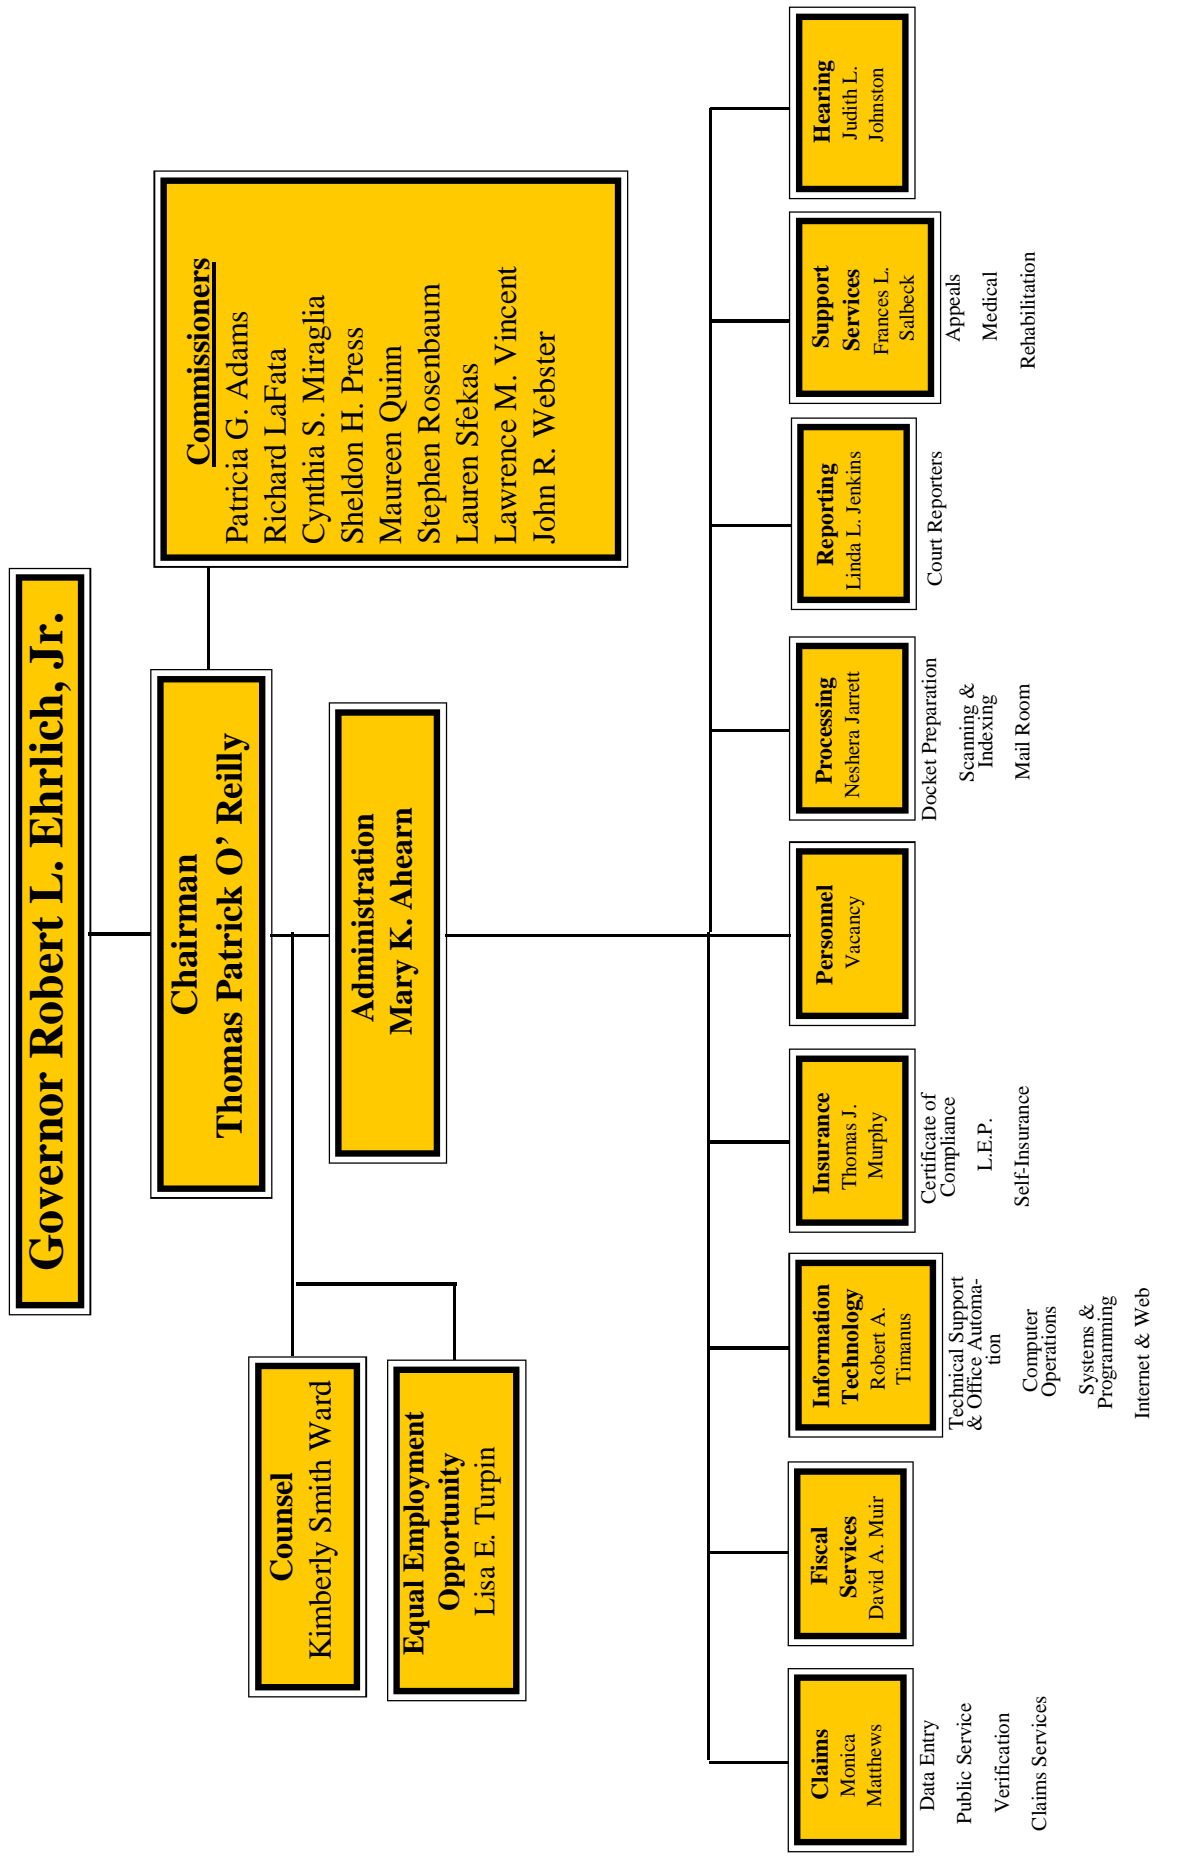 Governor Robert L. Ehrlich, Jr.
Chairman
Thomas Patrick O’ Reilly
Commissioners
Patricia G. Adams
Richard LaFata
Cynthia S. Miraglia
Sheldon H. Press
Maureen Quinn
Stephen Rosenbaum
Lauren Sfekas
Lawrence M. Vincent
John R. Webster
Administration
Mary K. Ahearn
Counsel
Kimberly Smith Ward
Equal Employment
Opportunity
Lisa E. Turpin
Claims
Monica
Matthews
Data Entry
Public Service
Verification
Claims Services
Fiscal
Services
David A. Muir
Information
Technology
Robert A.
Timanus
Technical Support
& Office Automa-
tion
Computer
Operations
Systems &
Programming
Internet & Web
Insurance
Thomas J.
Murphy
Certificate of
Compliance
L.E.P.
Self-Insurance
Personnel
Vacancy
Processing
Neshera Jarrett
Docket Preparation
Scanning &
Indexing
Mail Room
Reporting
Linda L. Jenkins
Court Reporters
Support
Services
Frances L.
Salbeck
Appeals
Medical
Rehabilitation
Hearing
Judith L.
Johnston